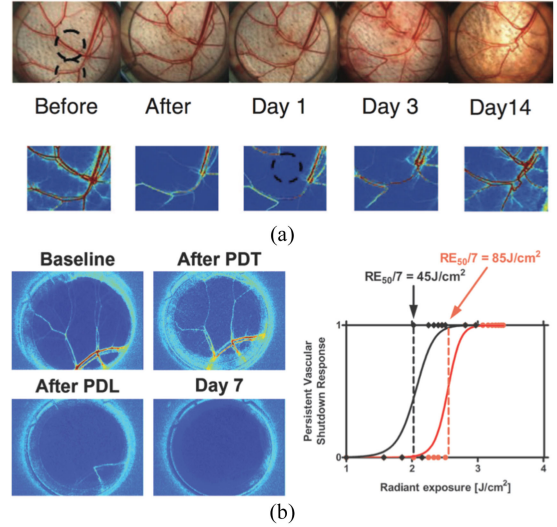 Before After Day 1 Day 3 Day14
(a)
Baseline After PDT
After PDL Day 7
RE50/7 = 85J/cm²
RE50/7 = 45J/cm²
Persistent Vascular
Shutdown Response
1
0
1 2 3 4
Radiant exposure [J/cm²]
(b)